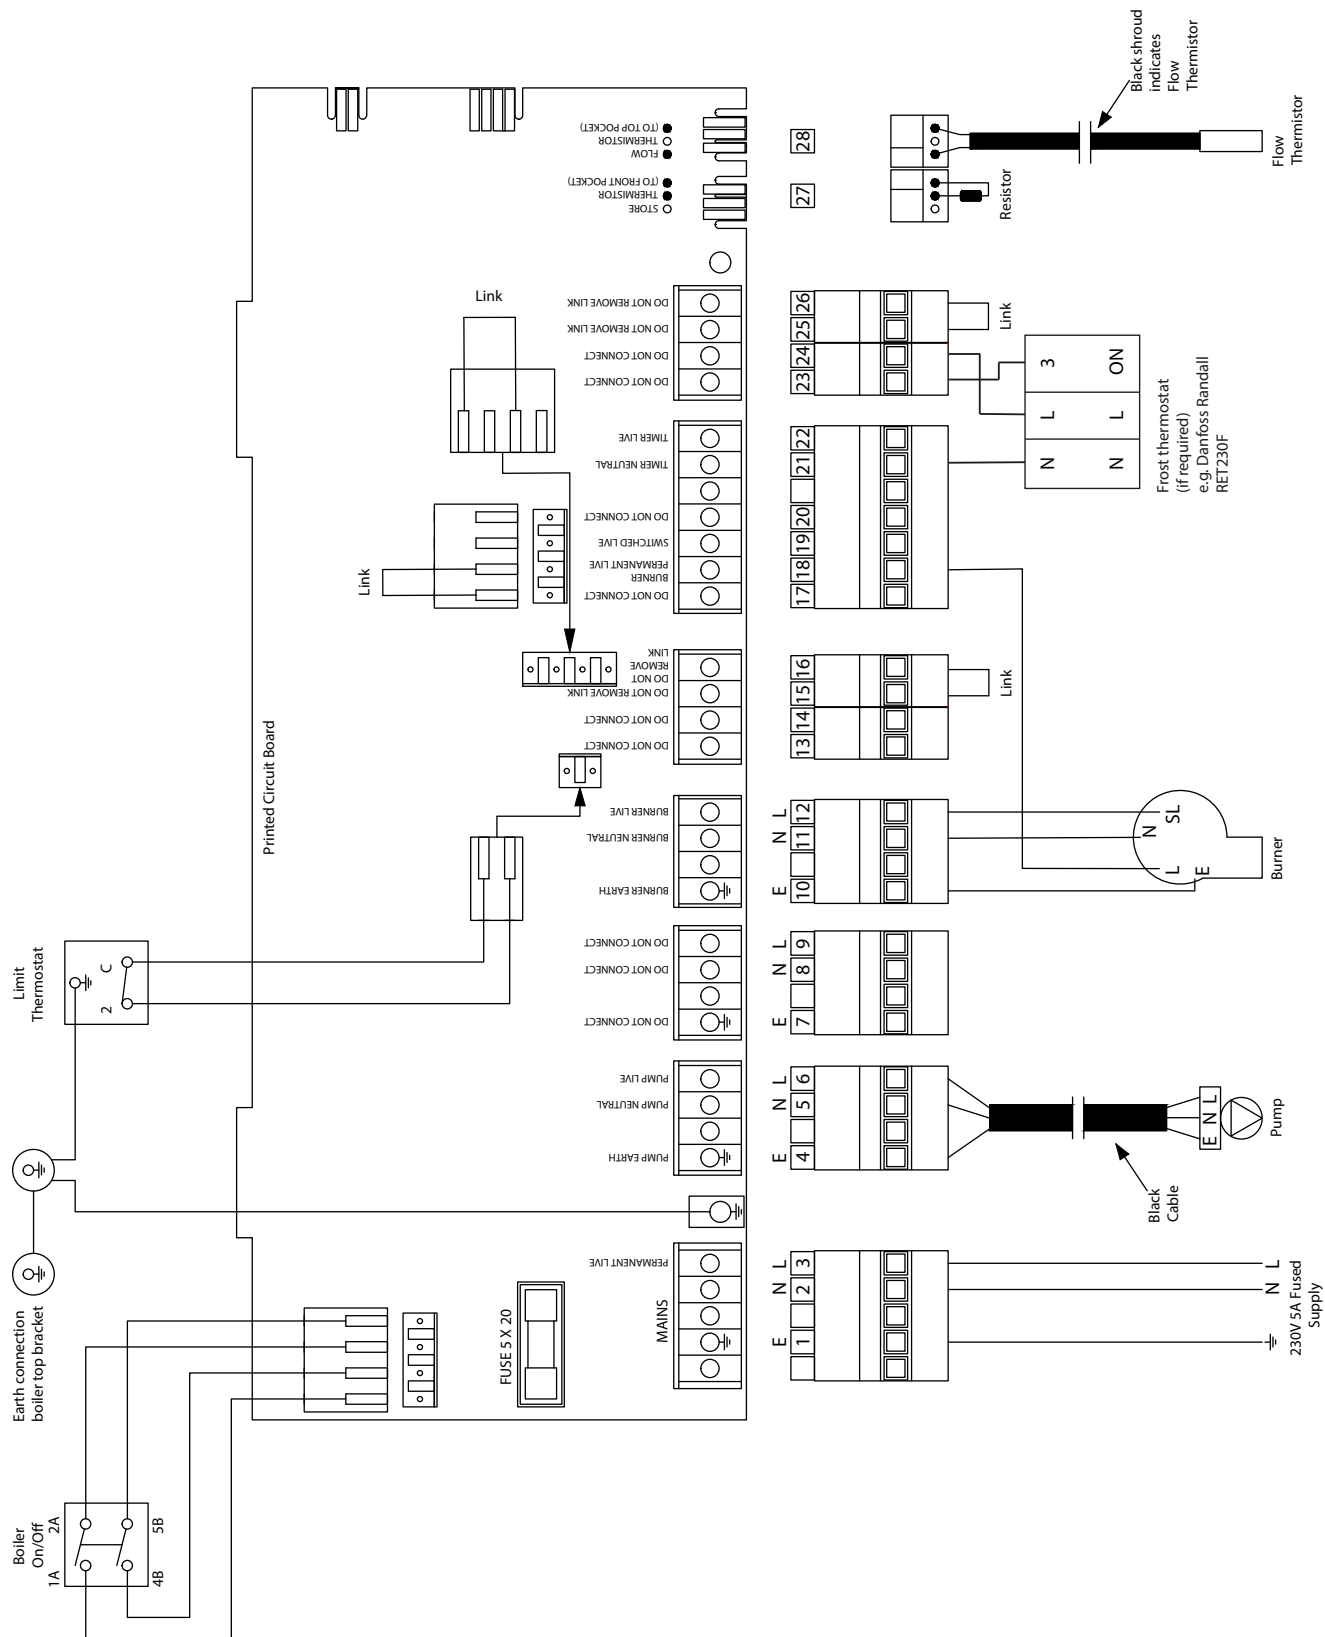 Boiler
On/Off
1A
2A
4B
5B
Earth connection
boiler top bracket
Limit
Thermostat
2
C
Printed Circuit Board
Link
Link
FUSE 5 X 20
MAINS
PERMANENT LIVE
PUMP EARTH
PUMP NEUTRAL
PUMP LIVE
DO NOT CONNECT
DO NOT CONNECT
DO NOT CONNECT
BURNER EARTH
BURNER NEUTRAL
BURNER LIVE
DO NOT CONNECT
DO NOT CONNECT
DO NOT REMOVE LINK
DO NOT
REMOVE
LINK
DO NOT CONNECT
BURNER
PERMANENT LIVE
SWITCHED LIVE
DO NOT CONNECT
TIMER NEUTRAL
TIMER LIVE
DO NOT CONNECT
DO NOT CONNECT
DO NOT REMOVE LINK
DO NOT REMOVE LINK
STORE
THERMISTOR
(TO FRONT POCKET)
FLOW
THERMISTOR
(TO TOP POCKET)
E N L
1 2 3
E N L
4 5 6
E N L
7 8 9
E N L
10 11 12
13 14 15 16
17 18 19 20 21 22
23 24 25 26
27
28
N
L
230V 5A Fused
Supply
Black
Cable
E N L
Pump
L
E
N
SL
Burner
Link
N L 3
N L ON
Frost thermostat
(if required)
e.g. Danfoss Randall
RET230F
Link
Resistor
Black shroud
indicates
Flow
Thermistor
Flow
Thermistor